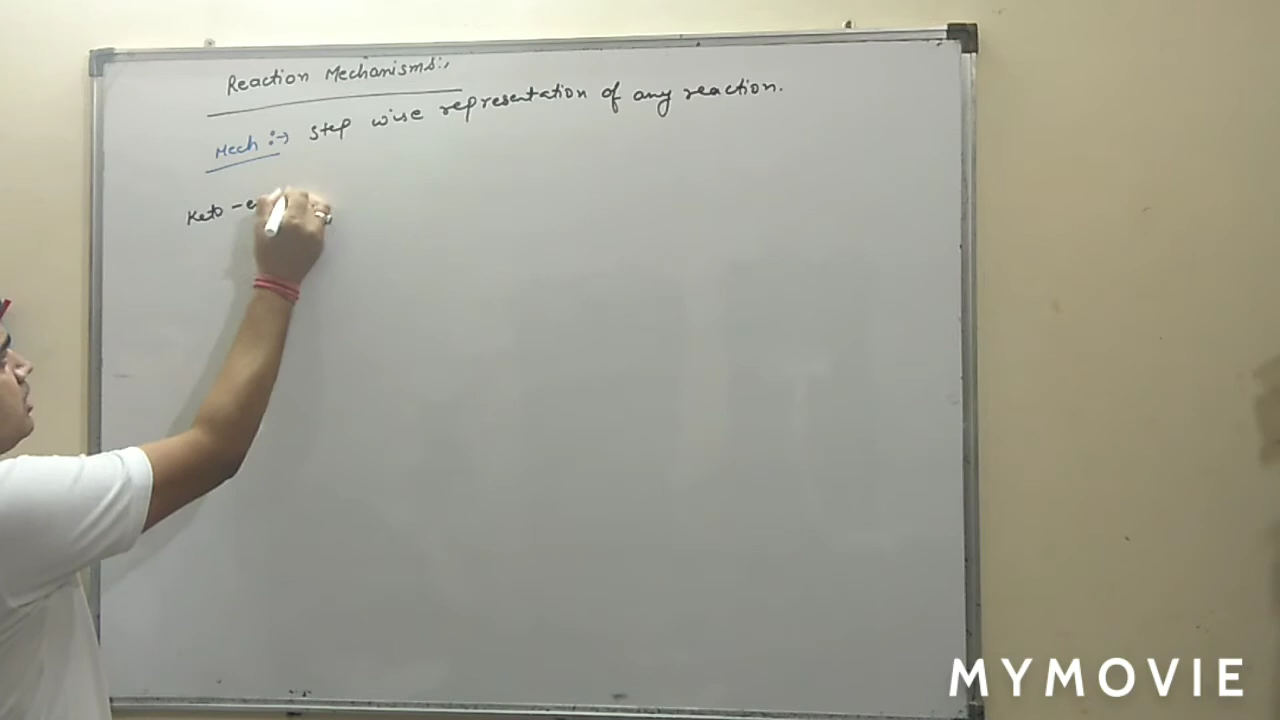 Reaction Mechanisms:,
Mech :→ Step wise representation of any reaction.
Keto - e
MYMOVIE